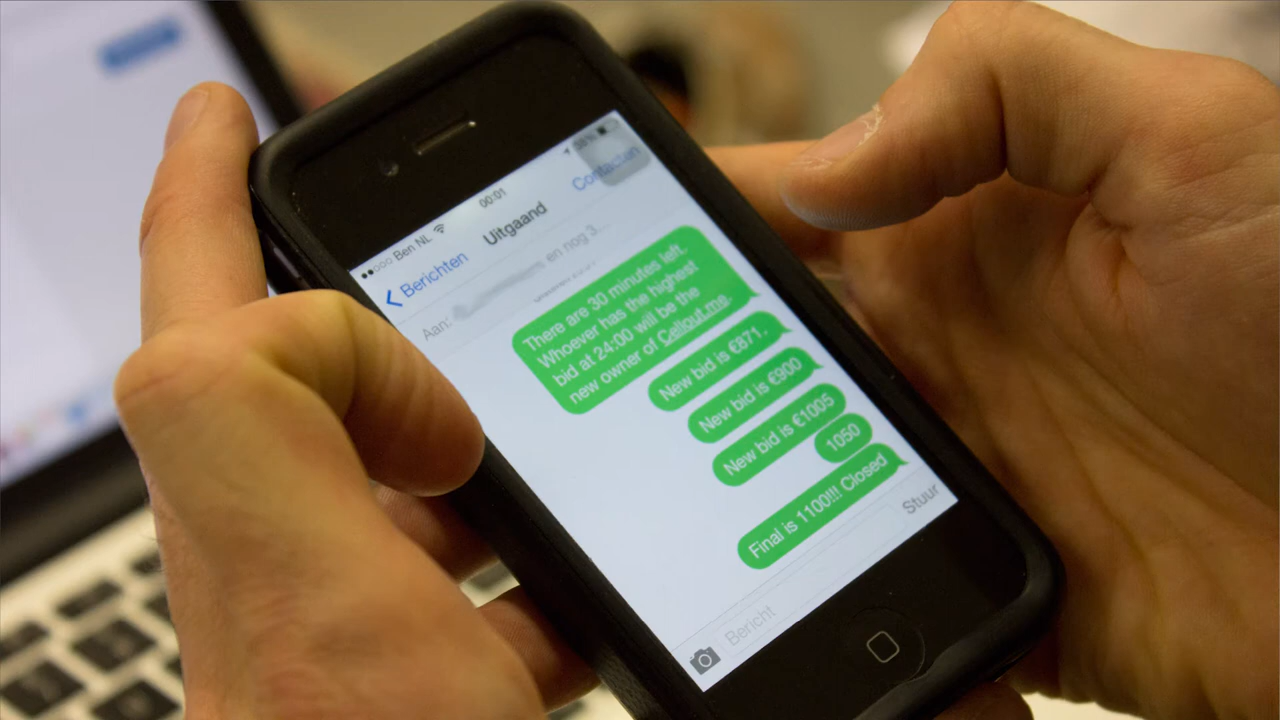 Ben NL 00:01 38%
Berichten Uitgaand Contacten
Aan: en nog 3...
There are 30 minutes left.
Whoever has the highest
bid at 24:00 will be the
new owner of Cellout.me.
New bid is €871,
New bid is €900
New bid is €1005
1050
Final is 1100!!! Closed
Bericht Stuur